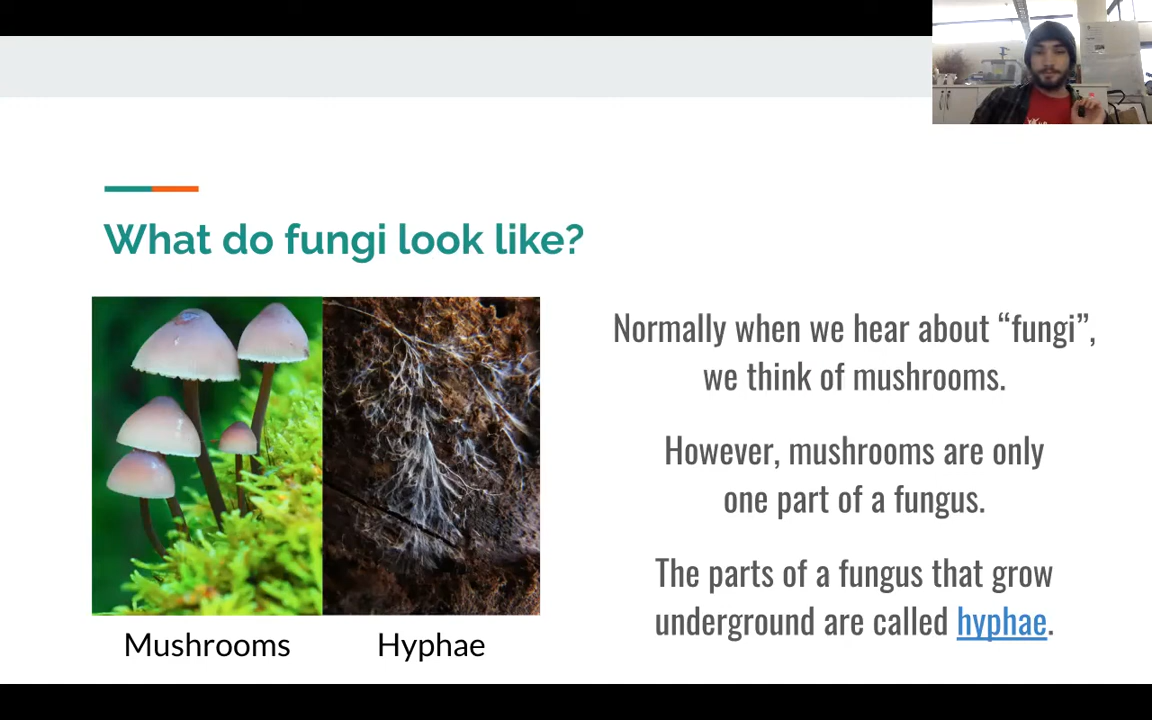 What do fungi look like?
Normally when we hear about “fungi”,
we think of mushrooms.
However, mushrooms are only
one part of a fungus.
The parts of a fungus that grow
underground are called hyphae.
Mushrooms
Hyphae